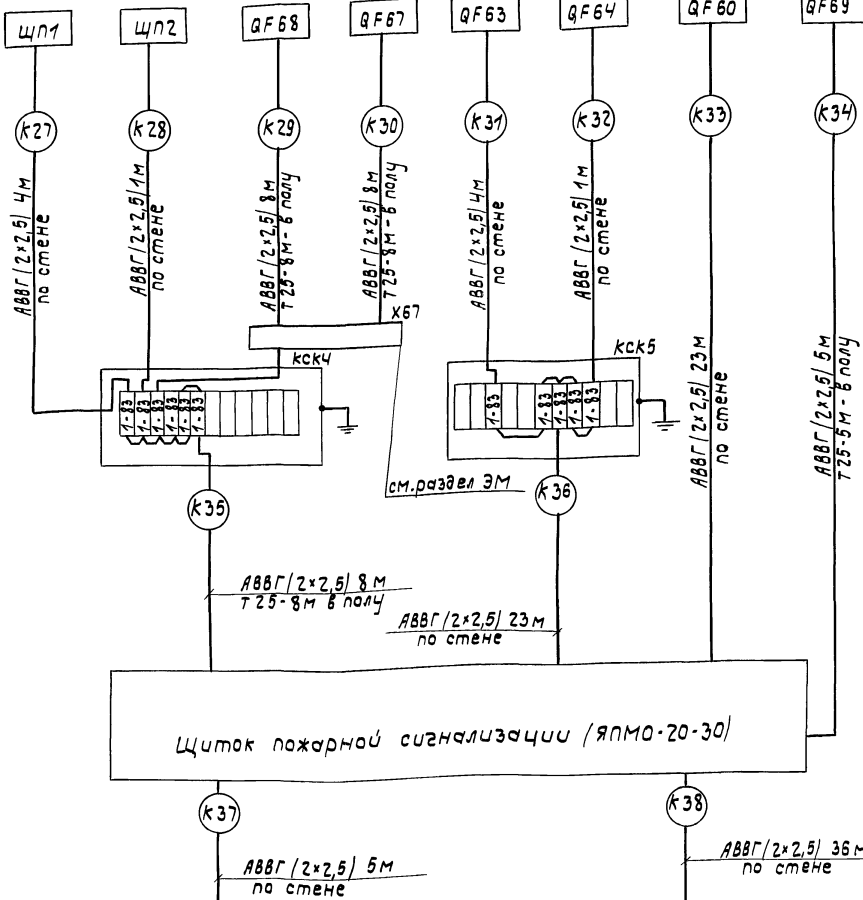 ЩП1
ЩП2
QF68
QF67
QF63
QF64
QF60
QF69
К27
К28
К29
К30
К31
К32
К33
К34
АВВГ(2×2,5) 4м
по стене
АВВГ(2×2,5) 1м
по стене
АВВГ(2×2,5) 8м
Т25-8м-в полу
АВВГ(2×2,5) 8м
Т25-8м-в полу
АВВГ(2×2,5) 4м
по стене
АВВГ(2×2,5) 1м
по стене
АВВГ(2×2,5) 23м
по стене
АВВГ(2×2,5) 5м
Т25-5м-в полу
Х67
КСК4
1-83
1-83
1-83
1-83
1-83
1-83
КСК5
1-83
1-83
1-83
1-83
1-83
см. раздел ЭМ
К35
К36
АВВГ(2×2,5) 8м
Т25-8м в полу
АВВГ(2×2,5) 23м
по стене
Щиток пожарной сигнализации (ЯПМО-20-30)
К37
К38
АВВГ(2×2,5) 5м
по стене
АВВГ(2×2,5) 36м
по стене